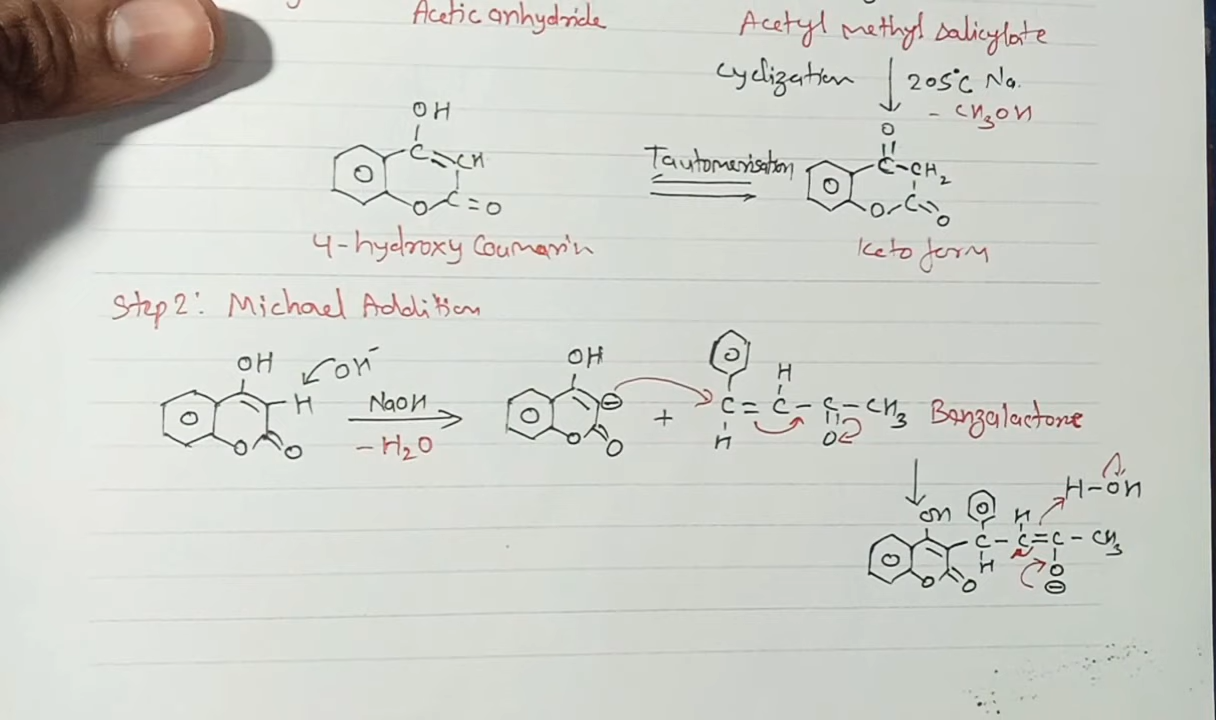 Acetic anhydride Acetyl methyl salicylate
Cyclization 205°C Na.
- CH3OH
OH
C CH
O C=O
4-hydroxy Coumarin
Tautomerisation
O
C-CH2
O C O
Keto form
Step 2: Michael Addition
OH OH-
H
O O
NaOH
- H2O
OH
⊖
O O
+
H
C = C - C - CH3 Benzalactone
H O
H-OH
OH H
C - C = C - CH3
H O
O O ⊖